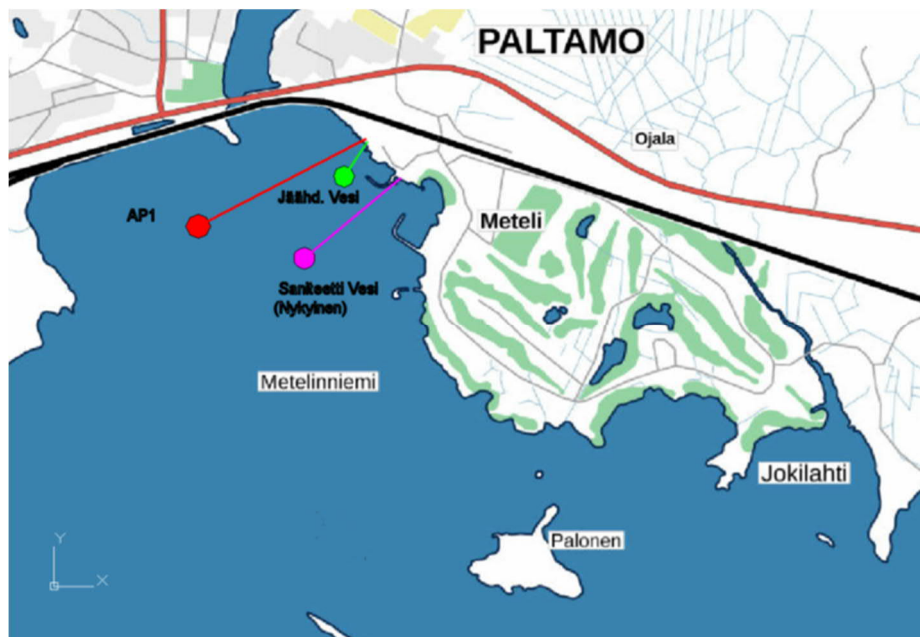 PALTAMO
Ojala
Jäähd. Vesi
AP1
Meteli
Saniteetti Vesi
(Nykyinen)
Metelinniemi
Jokilahti
Palonen
Y
X